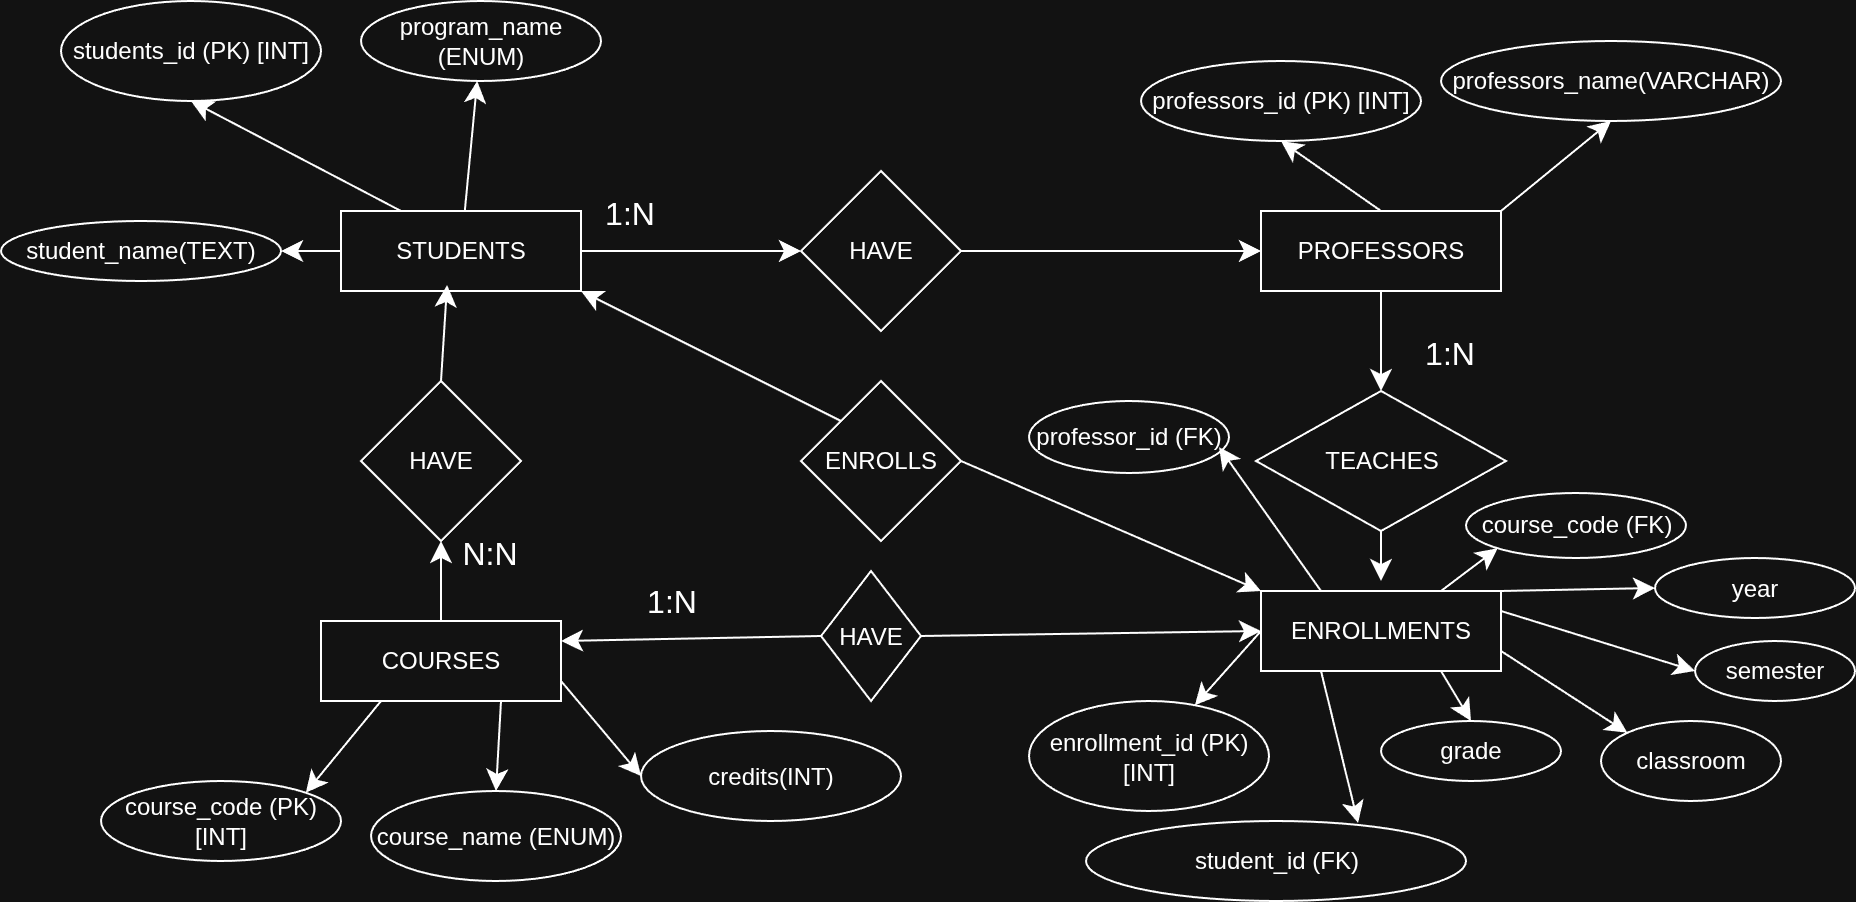 students_id (PK) [INT]
program_name
(ENUM)
professors_id (PK) [INT]
professors_name(VARCHAR)
student_name(TEXT)
STUDENTS
1:N
HAVE
PROFESSORS
1:N
HAVE
ENROLLS
professor_id (FK)
TEACHES
course_code (FK)
N:N
year
1:N
HAVE
ENROLLMENTS
COURSES
semester
enrollment_id (PK)
[INT]
grade
classroom
credits(INT)
course_code (PK)
[INT]
course_name (ENUM)
student_id (FK)